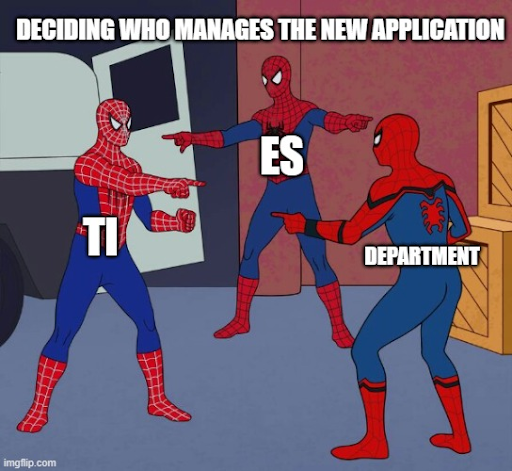 DECIDING WHO MANAGES THE NEW APPLICATION
ES
TI
DEPARTMENT
imgflip.com